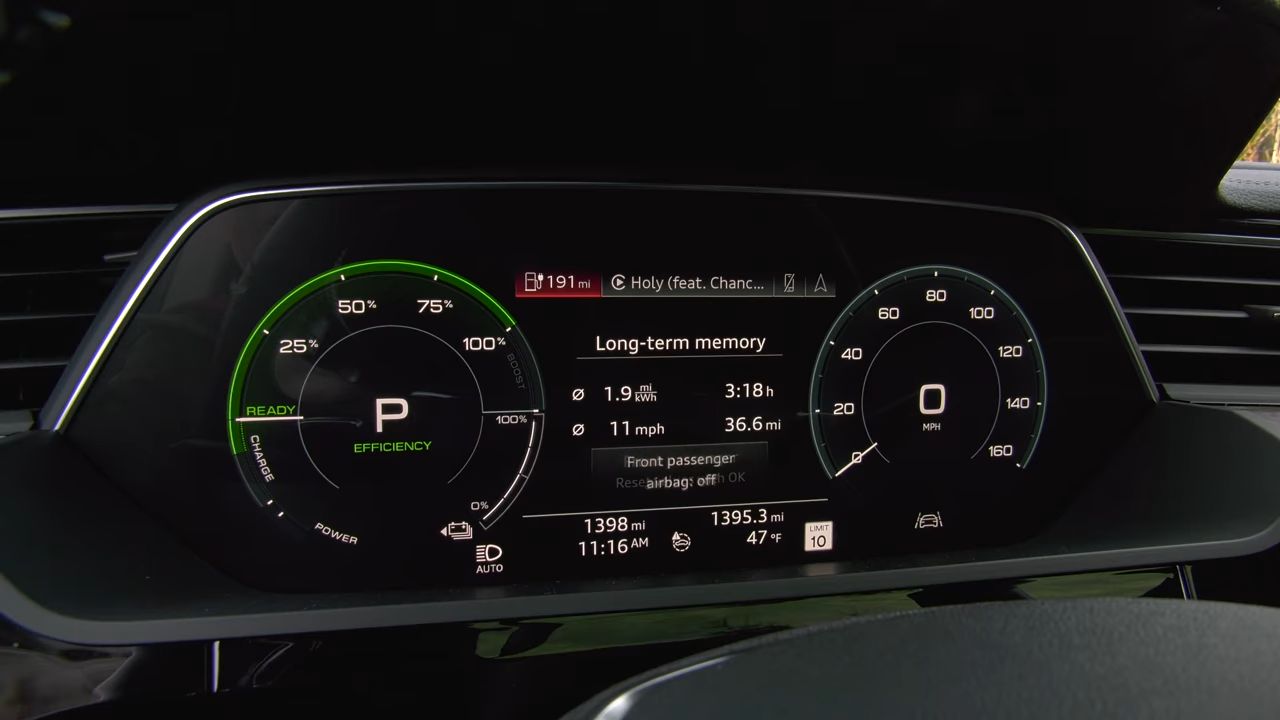 191 mi
Holy (feat. Chanc...
50%
75%
25%
100%
BOOST
READY
P
EFFICIENCY
CHARGE
POWER
100%
0%
Long-term memory
Ø 1.9 mi/kWh 3:18 h
Ø 11 mph 36.6 mi
Front passenger
airbag: off
1398 mi 1395.3 mi
11:16 AM 47 °F
AUTO
LIMIT
10
0
20
40
60
80
100
120
140
160
0
MPH